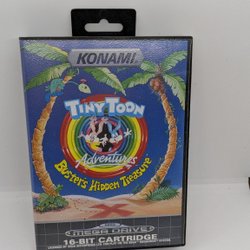 KONAMI
TINY TOON
Adventures
Buster's Hidden Treasure
MEGA DRIVE
16-BIT CARTRIDGE